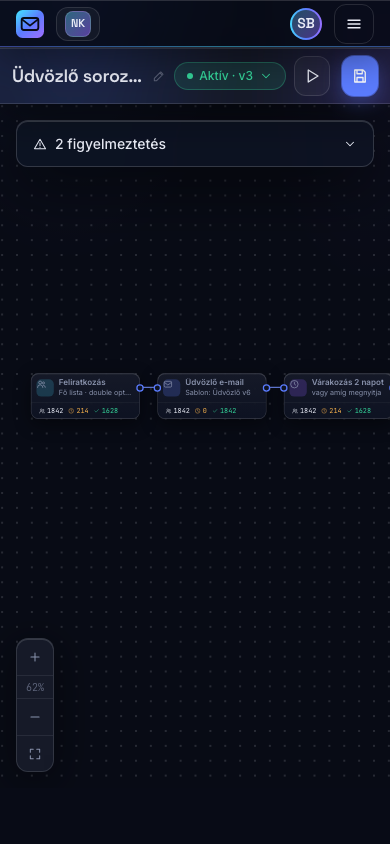 NK
SB
Üdvözlő soroz...
Aktív · v3
2 figyelmeztetés
Feliratkozás
Fő lista · double opt...
1842 214 1628
Üdvözlő e-mail
Sablon: Üdvözlő v6
1842 0 1842
Várakozás 2 napot
vagy amíg megnyitja
1842 214 1628
62%